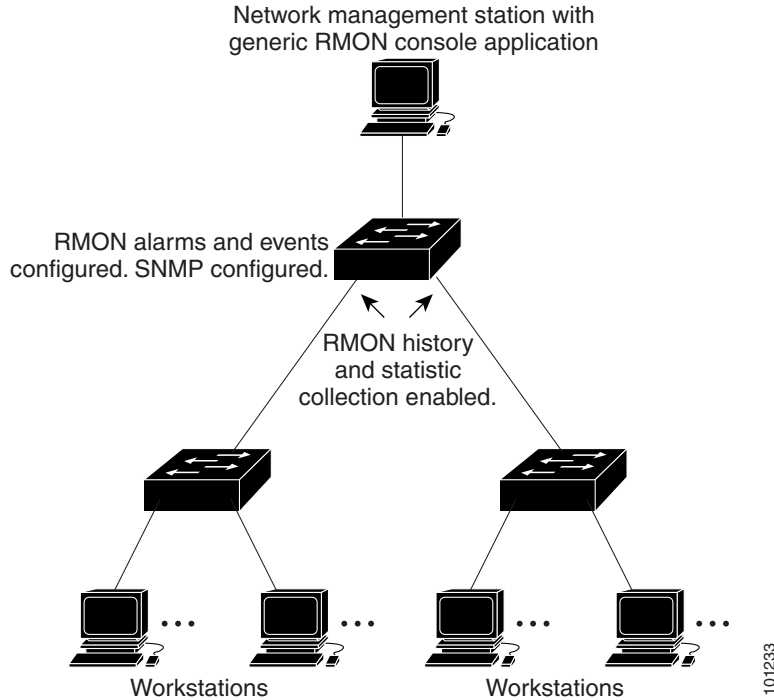 Network management station with
generic RMON console application
RMON alarms and events
configured. SNMP configured.
RMON history
and statistic
collection enabled.
Workstations
Workstations
101233